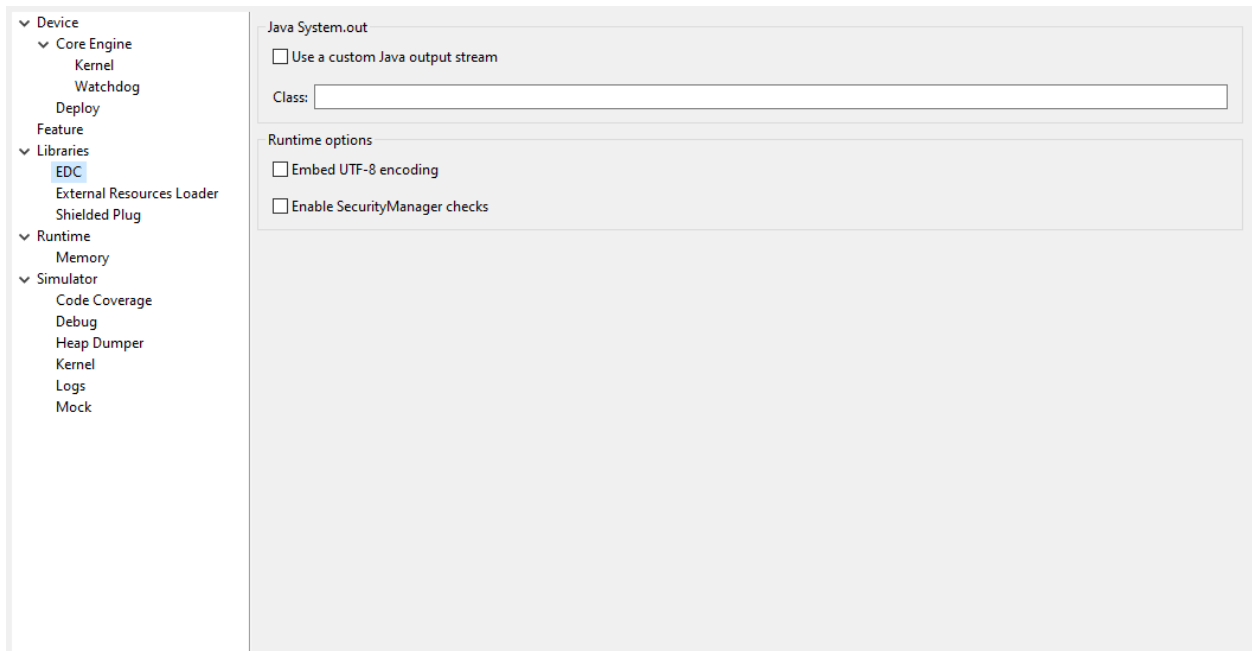 Device
Core Engine
Kernel
Watchdog
Deploy
Feature
Libraries
EDC
External Resources Loader
Shielded Plug
Runtime
Memory
Simulator
Code Coverage
Debug
Heap Dumper
Kernel
Logs
Mock
Java System.out
Use a custom Java output stream
Class:
Runtime options
Embed UTF-8 encoding
Enable SecurityManager checks